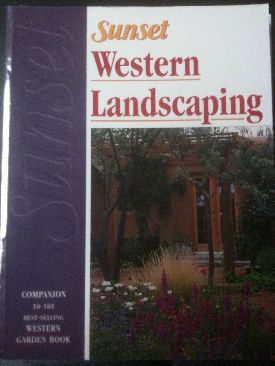 Sunset
Sunset
Western
Landscaping
COMPANION
TO THE
BEST-SELLING
WESTERN
GARDEN BOOK